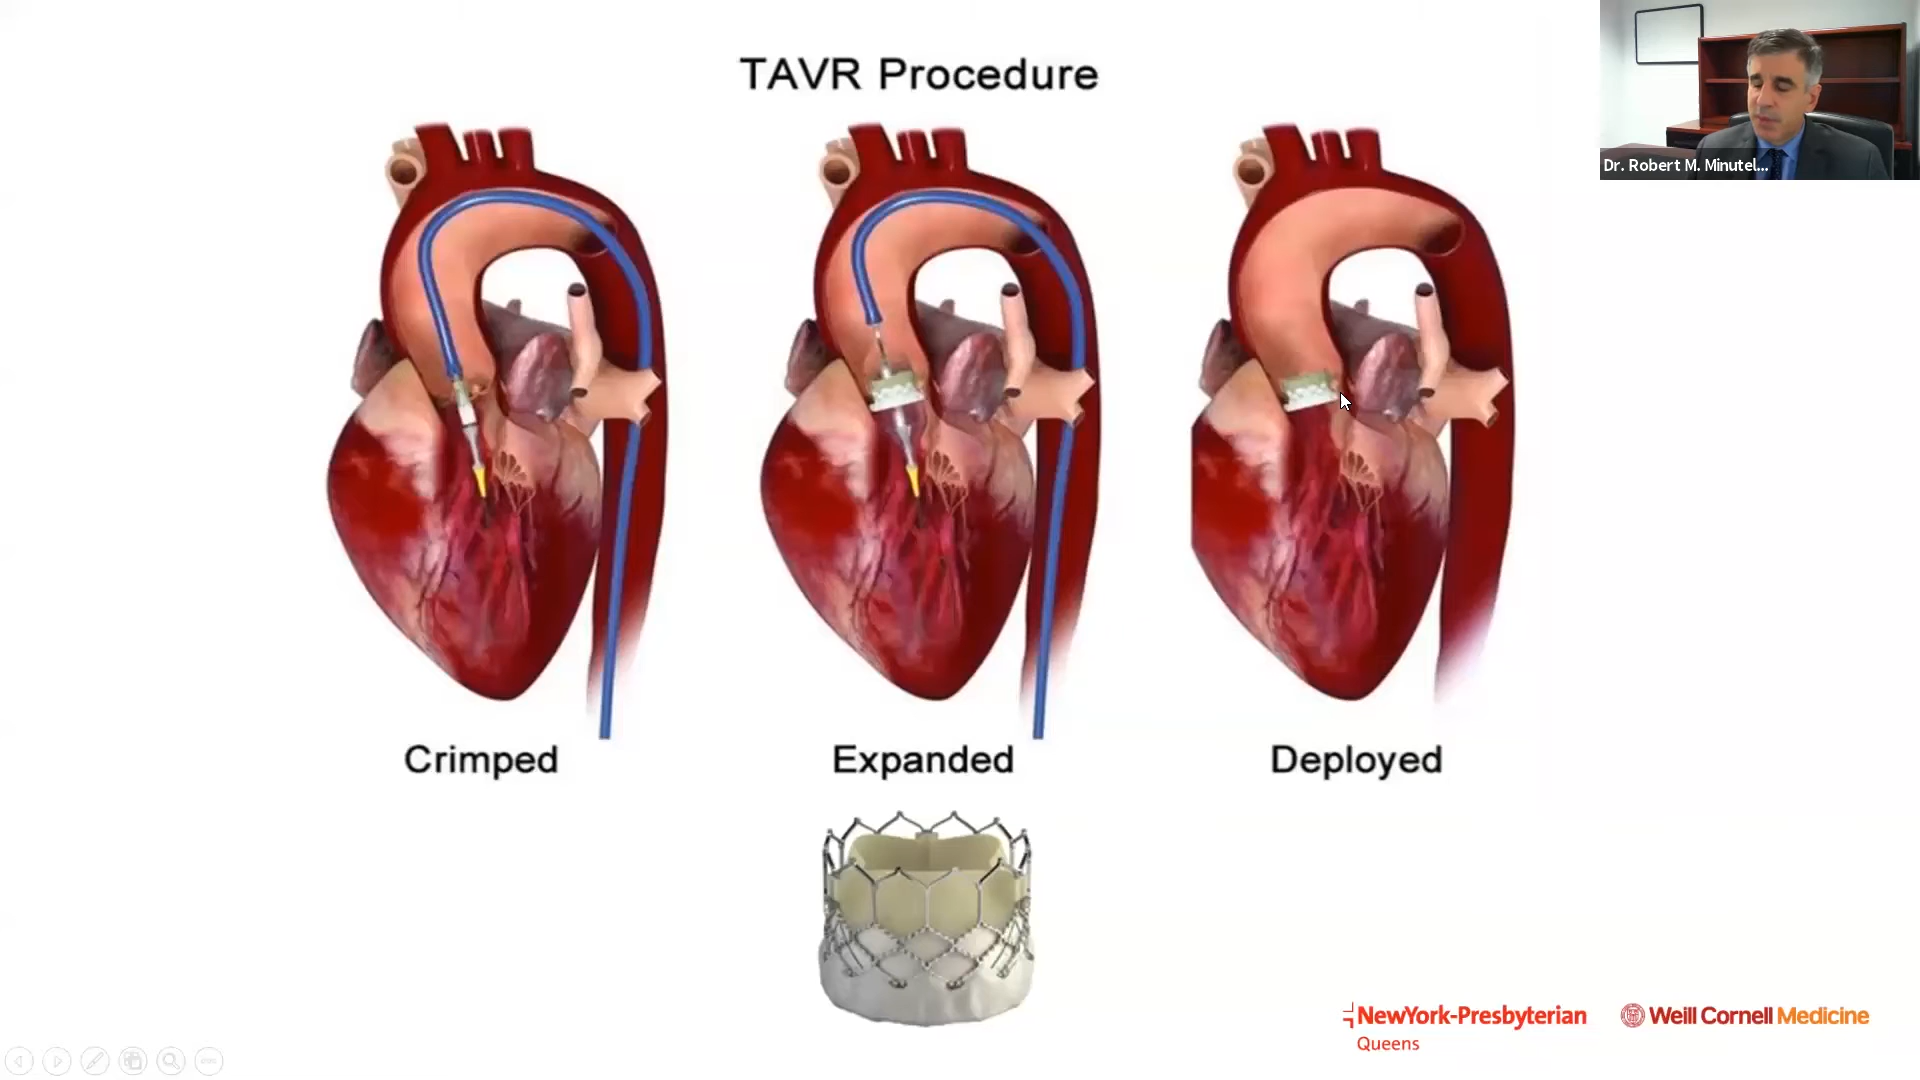 TAVR Procedure
Dr. Robert M. Minutel...
Crimped
Expanded
Deployed
NewYork-Presbyterian
Queens
Weill Cornell Medicine